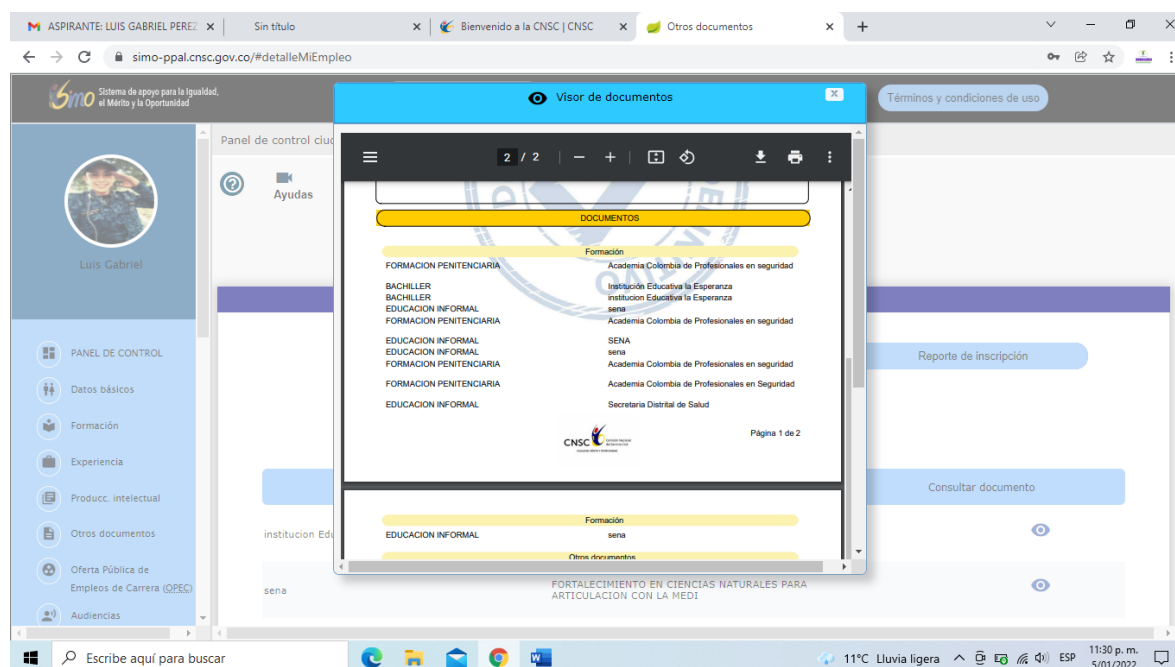 ASPIRANTE: LUIS GABRIEL PEREZ
Sin título
Bienvenido a la CNSC | CNSC
Otros documentos
simo-ppal.cnsc.gov.co/#detalleMiEmpleo
Simo Sistema de apoyo para la Igualdad,
el Mérito y la Oportunidad
Visor de documentos
x
Términos y condiciones de uso
Panel de control ciud
Ayudas
Luis Gabriel
PANEL DE CONTROL
Datos básicos
Formación
Experiencia
Producc. intelectual
Otros documentos
Oferta Pública de
Empleos de Carrera (OPEC)
Audiencias
2 / 2
DOCUMENTOS
Formación
FORMACION PENITENCIARIA Academia Colombia de Profesionales en seguridad
BACHILLER Institución Educativa la Esperanza
BACHILLER institucion Educativa la Esperanza
EDUCACION INFORMAL sena
FORMACION PENITENCIARIA Academia Colombia de Profesionales en seguridad
EDUCACION INFORMAL SENA
EDUCACION INFORMAL sena
FORMACION PENITENCIARIA Academia Colombia de Profesionales en seguridad
FORMACION PENITENCIARIA Academia Colombia de Profesionales en Seguridad
EDUCACION INFORMAL Secretaria Distrital de Salud
CNSC
Página 1 de 2
Formación
EDUCACION INFORMAL sena
Otros documentos
Reporte de inscripción
Consultar documento
institucion Edu
sena
FORTALECIMIENTO EN CIENCIAS NATURALES PARA
ARTICULACION CON LA MEDI
Escribe aquí para buscar
11°C Lluvia ligera
ESP
11:30 p. m.
5/01/2022